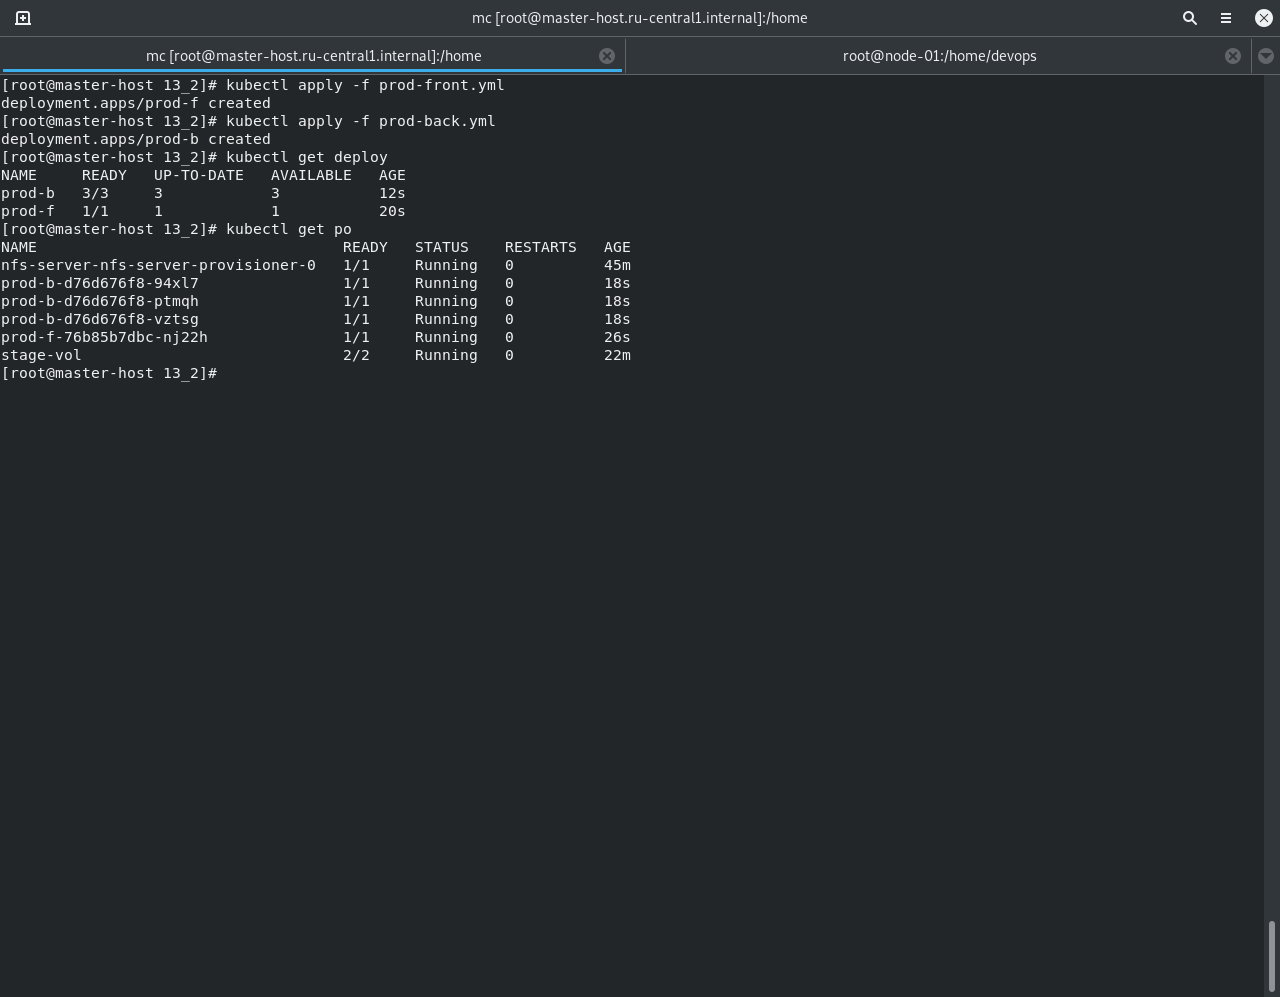 mc [root@master-host.ru-central1.internal]:/home
mc [root@master-host.ru-central1.internal]:/home
root@node-01:/home/devops
[root@master-host 13_2]# kubectl apply -f prod-front.yml
deployment.apps/prod-f created
[root@master-host 13_2]# kubectl apply -f prod-back.yml
deployment.apps/prod-b created
[root@master-host 13_2]# kubectl get deploy
NAME     READY   UP-TO-DATE   AVAILABLE   AGE
prod-b   3/3     3            3           12s
prod-f   1/1     1            1           20s
[root@master-host 13_2]# kubectl get po
NAME                                  READY   STATUS    RESTARTS   AGE
nfs-server-nfs-server-provisioner-0   1/1     Running   0          45m
prod-b-d76d676f8-94xl7                1/1     Running   0          18s
prod-b-d76d676f8-ptmqh                1/1     Running   0          18s
prod-b-d76d676f8-vztsg                1/1     Running   0          18s
prod-f-76b85b7dbc-nj22h               1/1     Running   0          26s
stage-vol                             2/2     Running   0          22m
[root@master-host 13_2]#